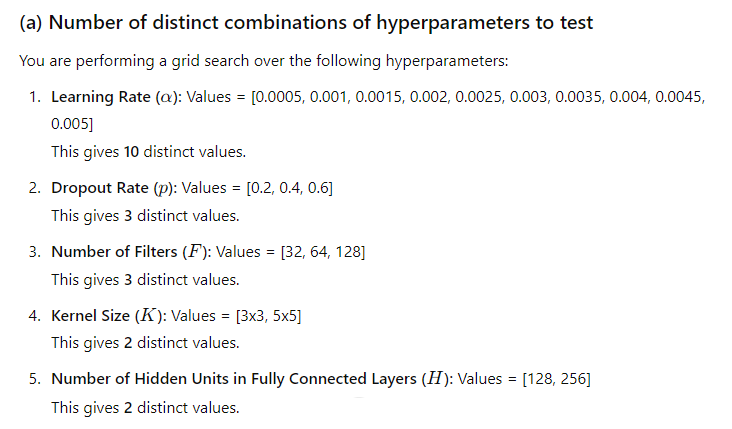 (a) Number of distinct combinations of hyperparameters to test
You are performing a grid search over the following hyperparameters:
1. Learning Rate (α): Values = [0.0005, 0.001, 0.0015, 0.002, 0.0025, 0.003, 0.0035, 0.004, 0.0045,
0.005]
This gives 10 distinct values.
2. Dropout Rate (p): Values = [0.2, 0.4, 0.6]
This gives 3 distinct values.
3. Number of Filters (F): Values = [32, 64, 128]
This gives 3 distinct values.
4. Kernel Size (K): Values = [3x3, 5x5]
This gives 2 distinct values.
5. Number of Hidden Units in Fully Connected Layers (H): Values = [128, 256]
This gives 2 distinct values.